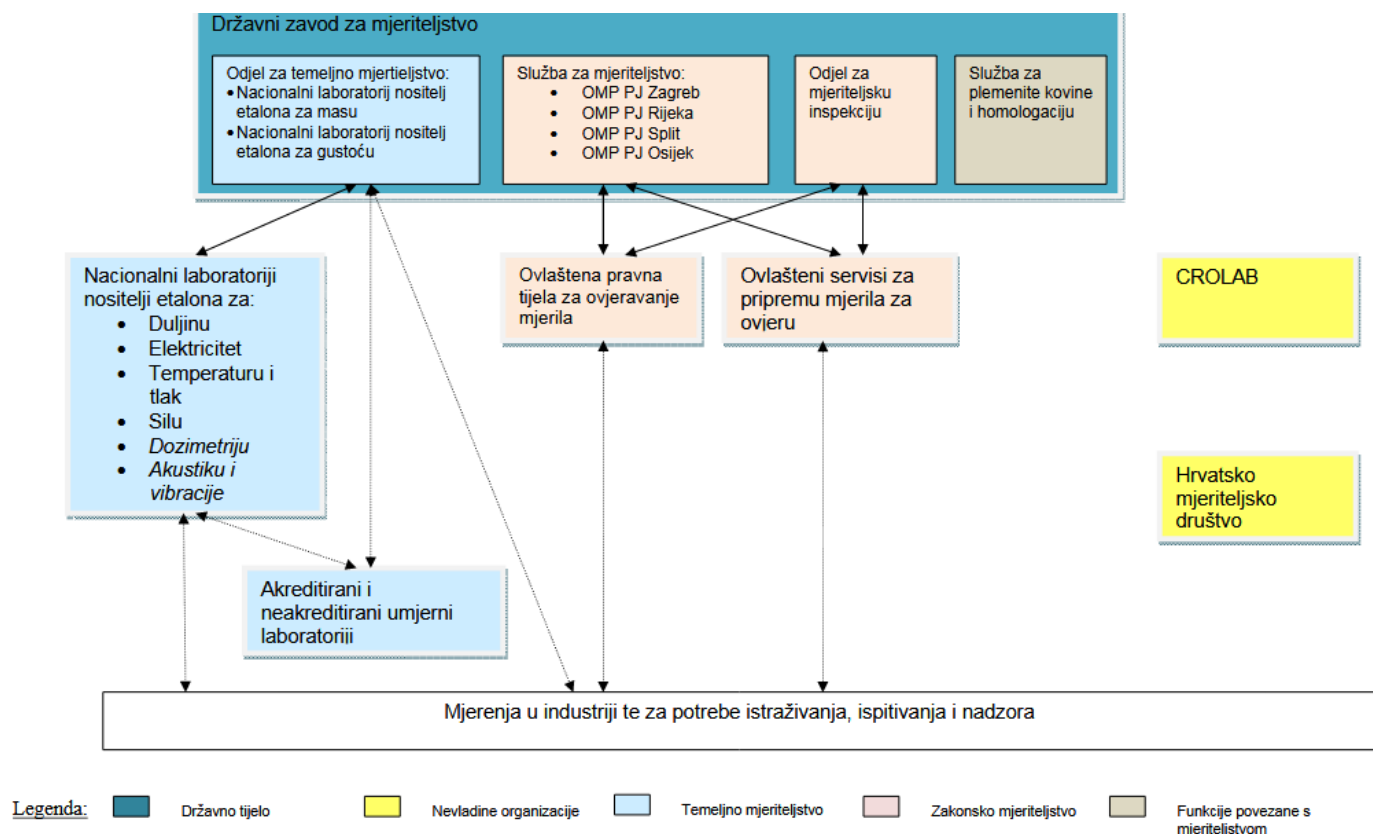 Državni zavod za mjeriteljstvo
Odjel za temeljno mjertieljstvo:
•Nacionalni laboratorij nositelj
etalona za masu
•Nacionalni laboratorij nositelj
etalona za gustoću
Služba za mjeriteljstvo:
• OMP PJ Zagreb
• OMP PJ Rijeka
• OMP PJ Split
• OMP PJ Osijek
Odjel za
mjeriteljsku
inspekciju
Služba za
plemenite kovine
i homologaciju
Nacionalni laboratoriji
nositelji etalona za:
• Duljinu
• Elektricitet
• Temperaturu i
tlak
• Silu
• Dozimetriju
• Akustiku i
vibracije
Ovlaštena pravna
tijela za ovjeravanje
mjerila
Ovlašteni servisi za
pripremu mjerila za
ovjeru
CROLAB
Hrvatsko
mjeriteljsko
društvo
Akreditirani i
neakreditirani umjerni
laboratoriji
Mjerenja u industriji te za potrebe istraživanja, ispitivanja i nadzora
Legenda:
Državno tijelo
Nevladine organizacije
Temeljno mjeriteljstvo
Zakonsko mjeriteljstvo
Funkcije povezane s
mjeriteljstvom